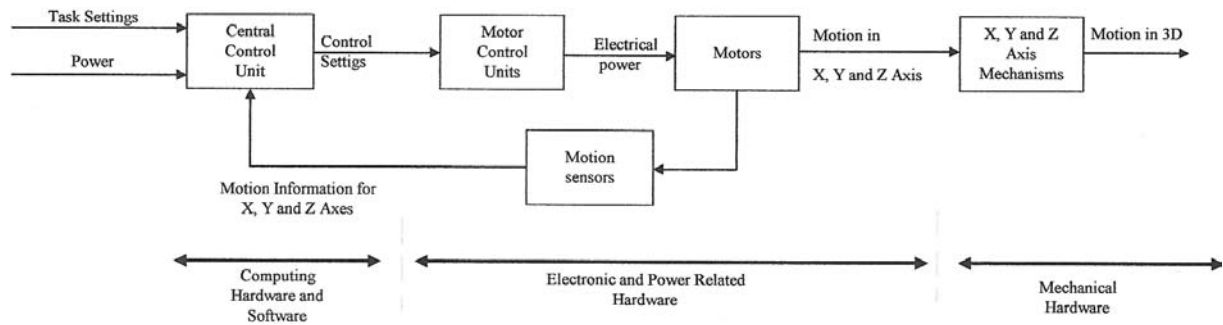 Task Settings
Power
Central
Control
Unit
Control
Settigs
Motor
Control
Units
Electrical
power
Motors
Motion in
X, Y and Z Axis
X, Y and Z
Axis
Mechanisms
Motion in 3D
Motion
sensors
Motion Information for
X, Y and Z Axes
Computing
Hardware and
Software
Electronic and Power Related
Hardware
Mechanical
Hardware